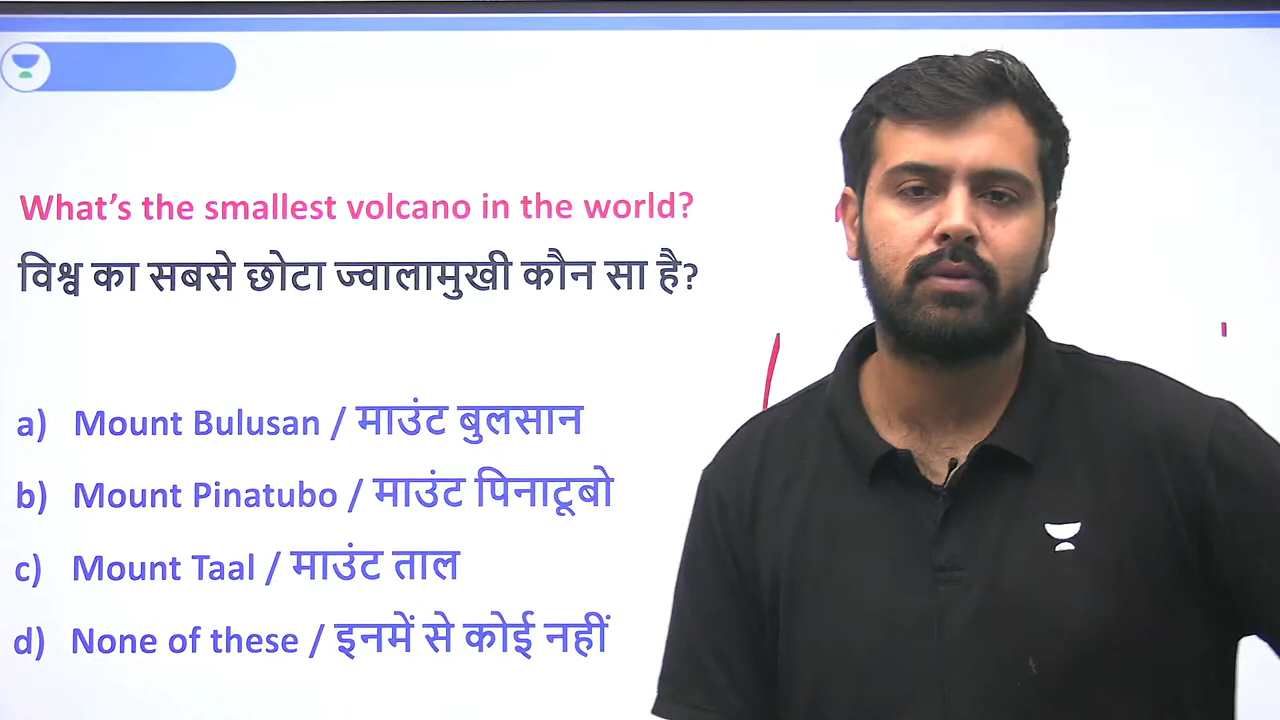 What's the smallest volcano in the world?
विश्व का सबसे छोटा ज्वालामुखी कौन सा है?
a) Mount Bulusan / माउंट बुलसान
b) Mount Pinatubo / माउंट पिनाटूबो
c) Mount Taal / माउंट ताल
d) None of these / इनमें से कोई नहीं